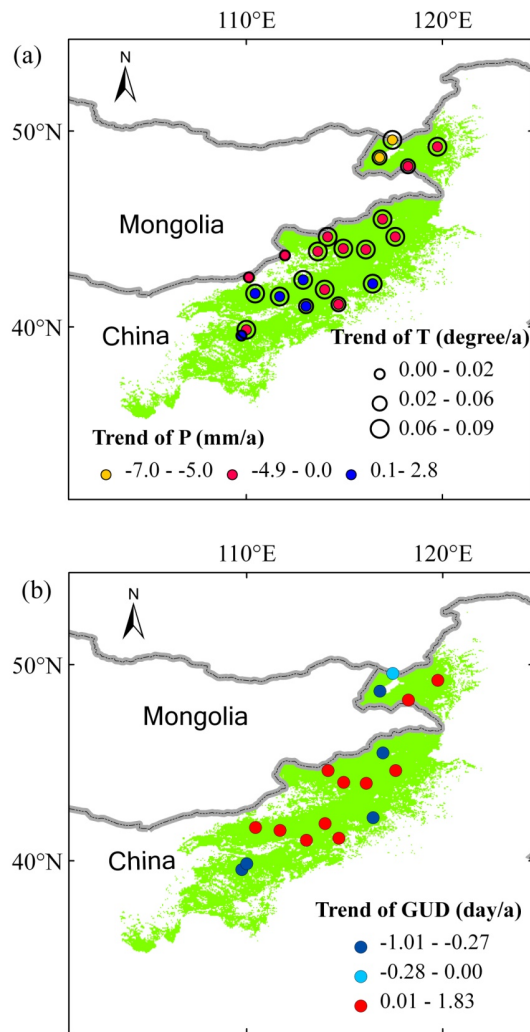 110°E 120°E
(a)
N
50°N
Mongolia
40°N
China
Trend of T (degree/a)
0.00 - 0.02
0.02 - 0.06
0.06 - 0.09
Trend of P (mm/a)
-7.0 - -5.0 -4.9 - 0.0 0.1- 2.8
110°E 120°E
(b)
N
50°N
Mongolia
40°N
China
Trend of GUD (day/a)
-1.01 - -0.27
-0.28 - 0.00
0.01 - 1.83